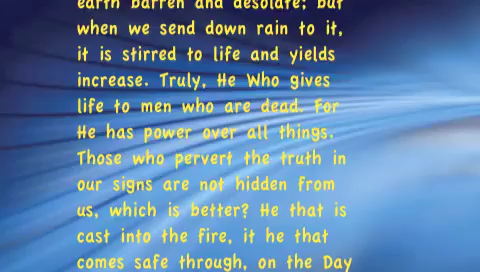 earth barren and desolate; but
when we send down rain to it,
it is stirred to life and yields
increase. Truly, He Who gives
life to men who are dead. For
He has power over all things.
Those who pervert the truth in
our signs are not hidden from
us, which is better? He that is
cast into the fire, it he that
comes safe through, on the Day